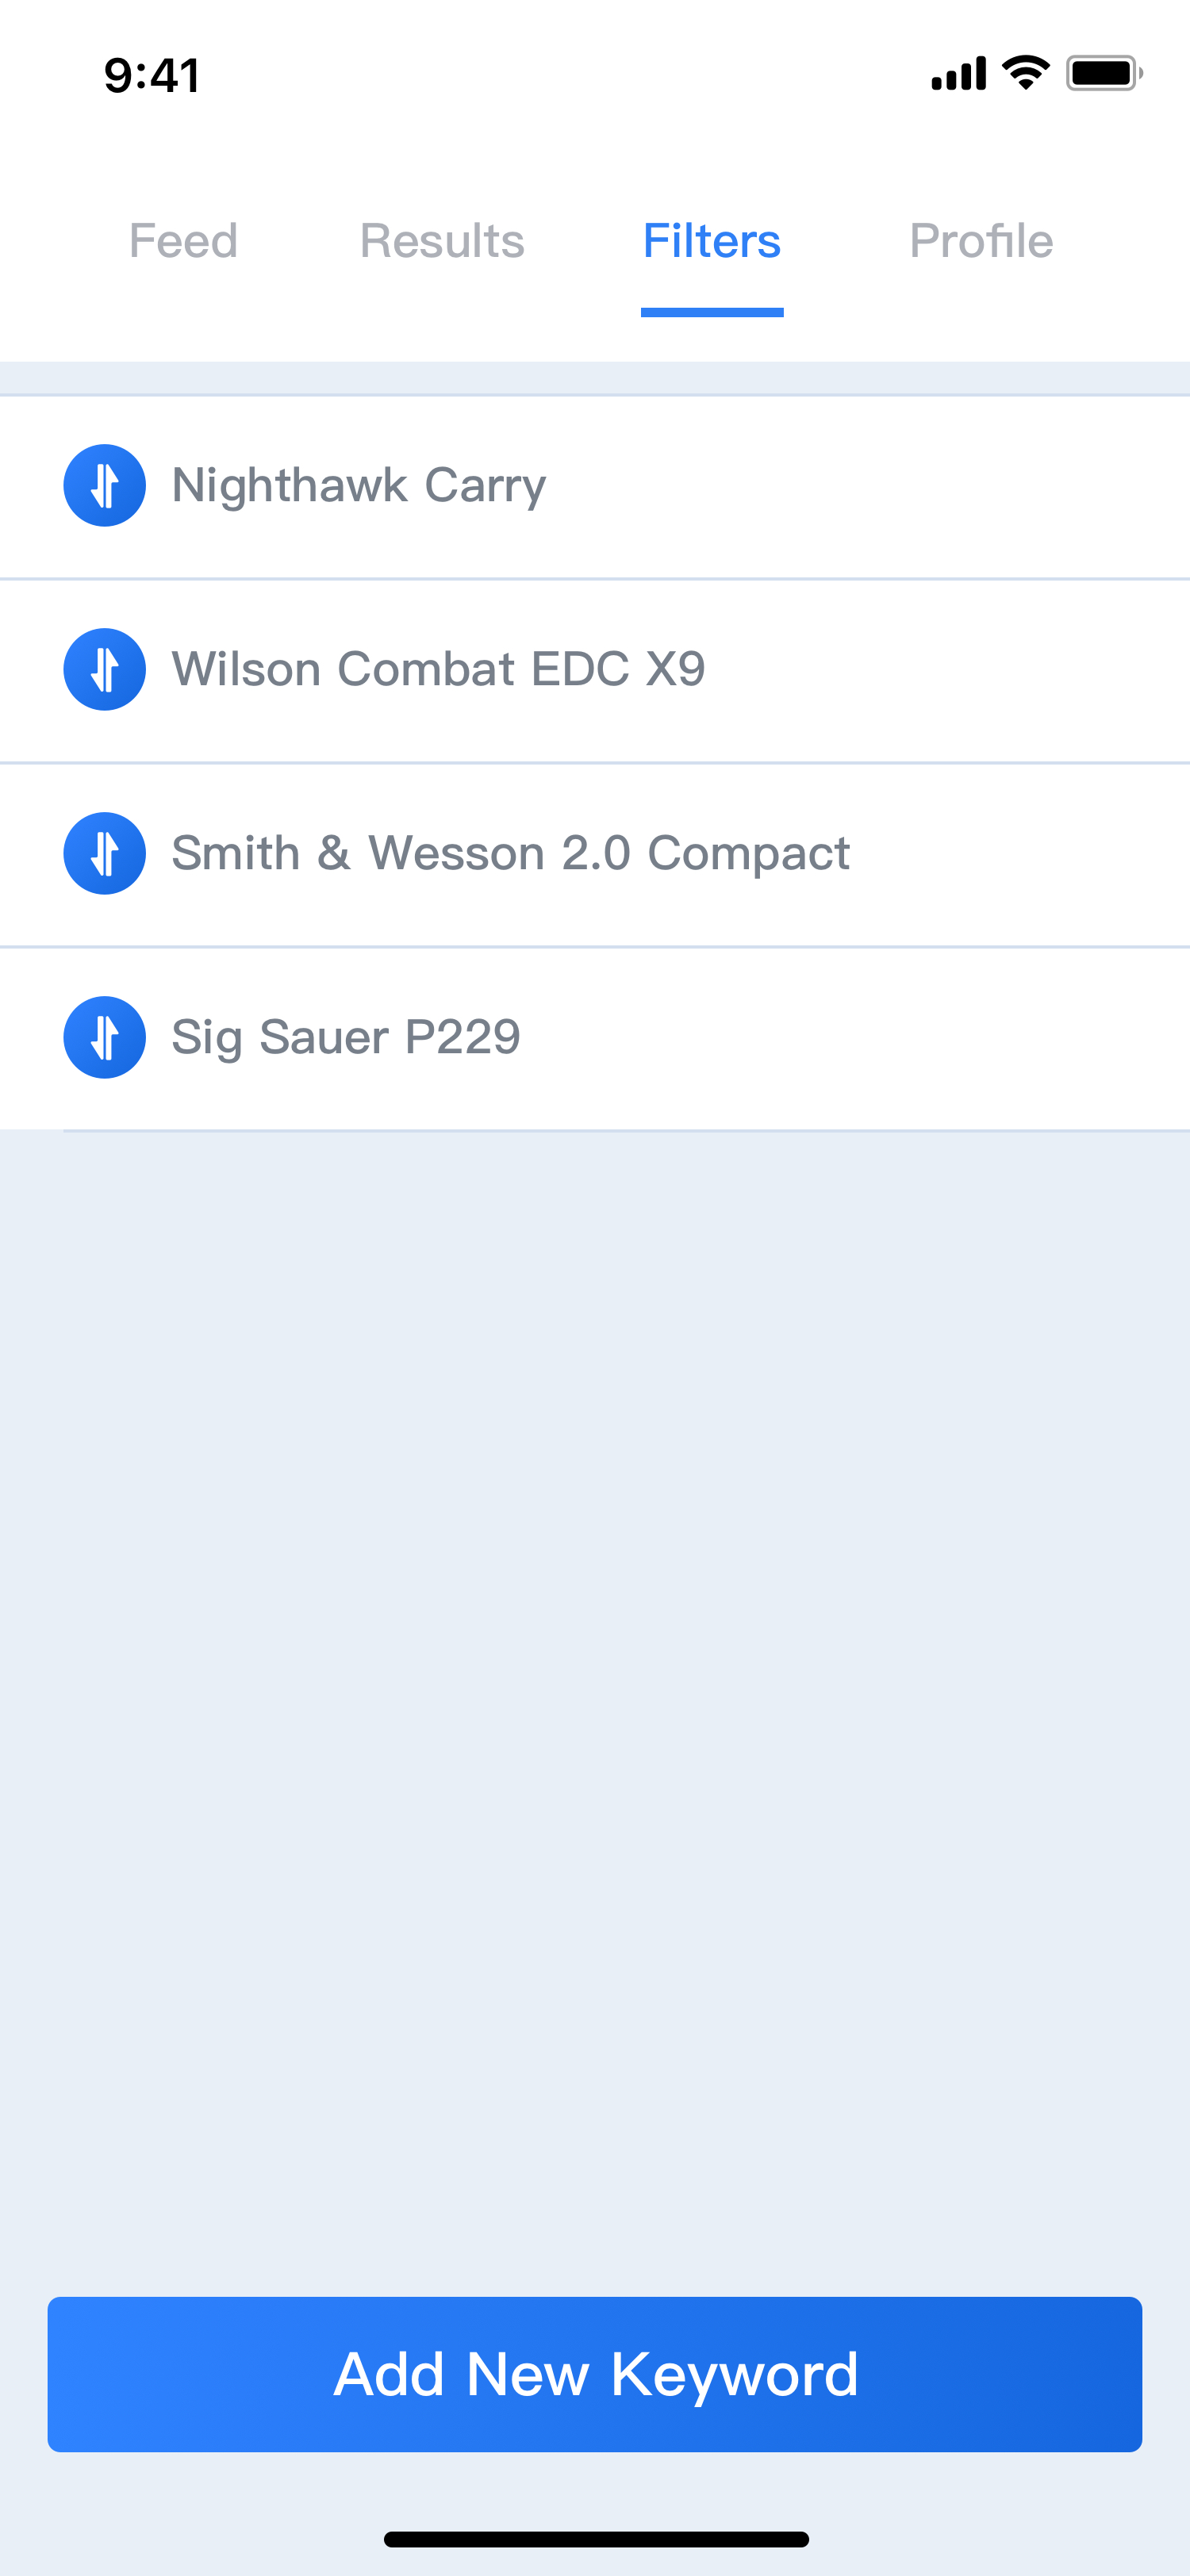 9:41
Feed Results Filters Profile
Nighthawk Carry
Wilson Combat EDC X9
Smith & Wesson 2.0 Compact
Sig Sauer P229
Add New Keyword